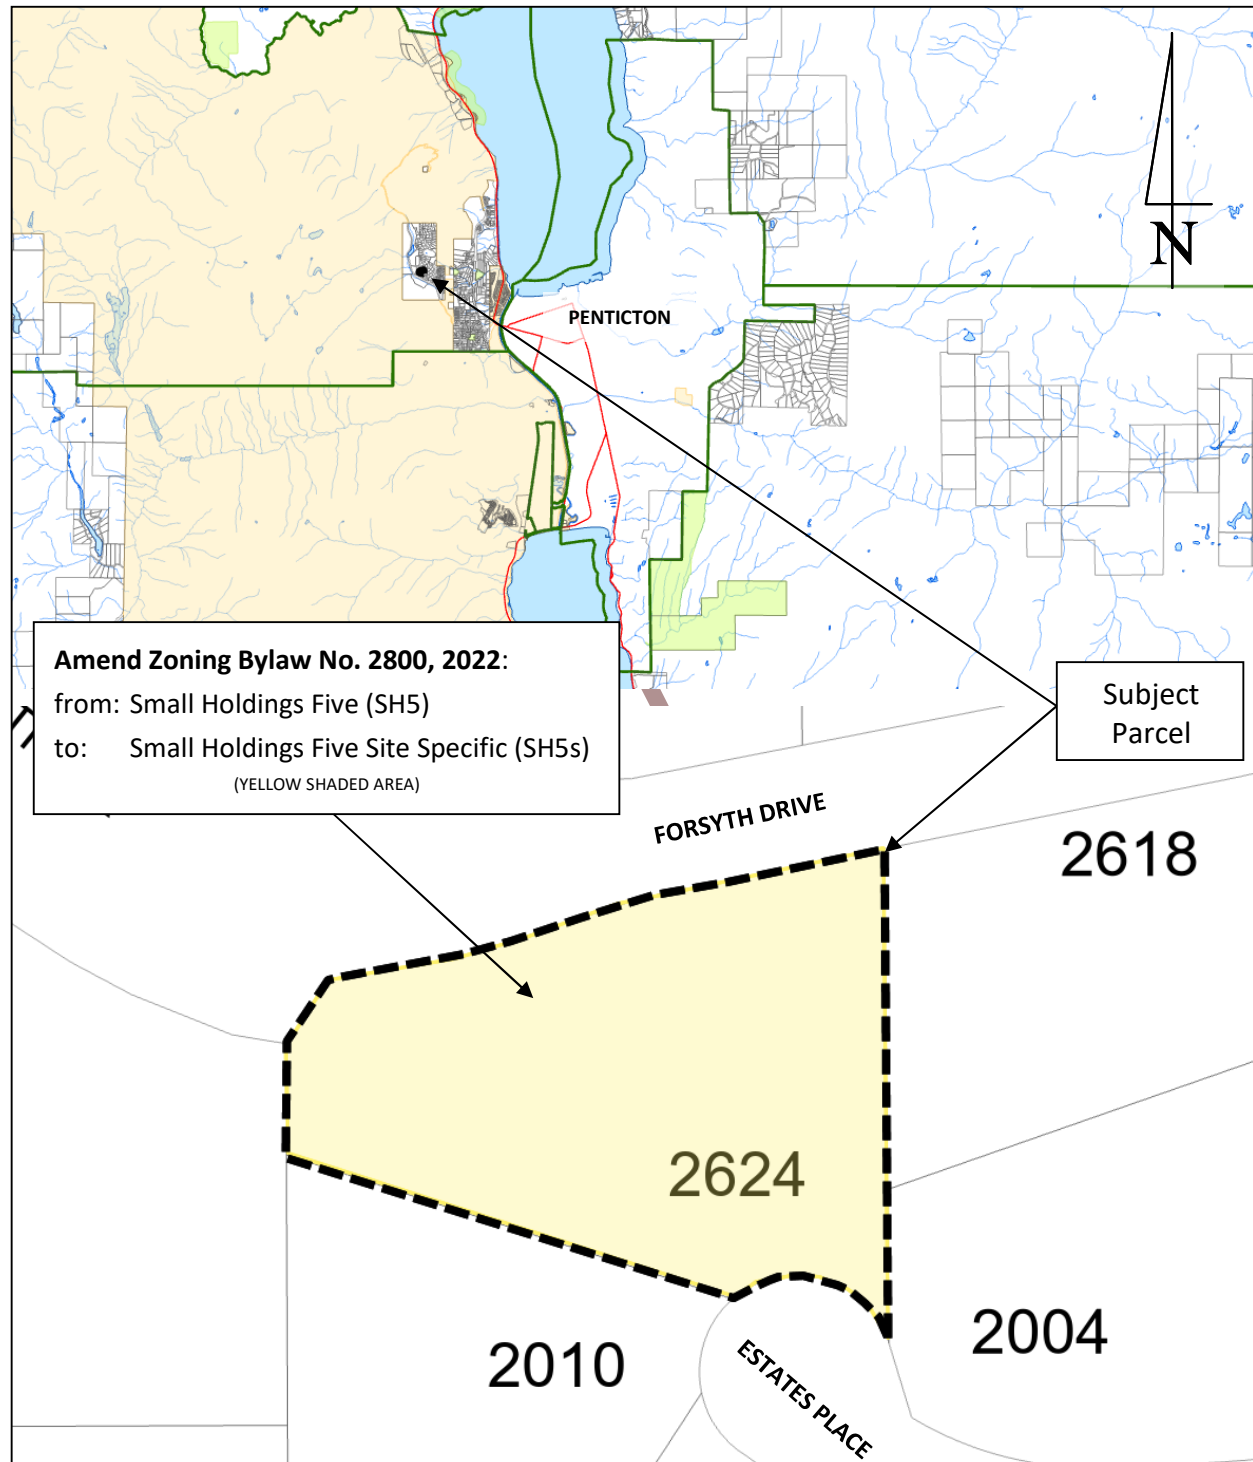 N
PENTICTON
Amend Zoning Bylaw No. 2800, 2022:
from: Small Holdings Five (SH5)
to: Small Holdings Five Site Specific (SH5s)
(YELLOW SHADED AREA)
Subject
Parcel
FORSYTH DRIVE
2618
2624
2004
2010
ESTATES PLACE